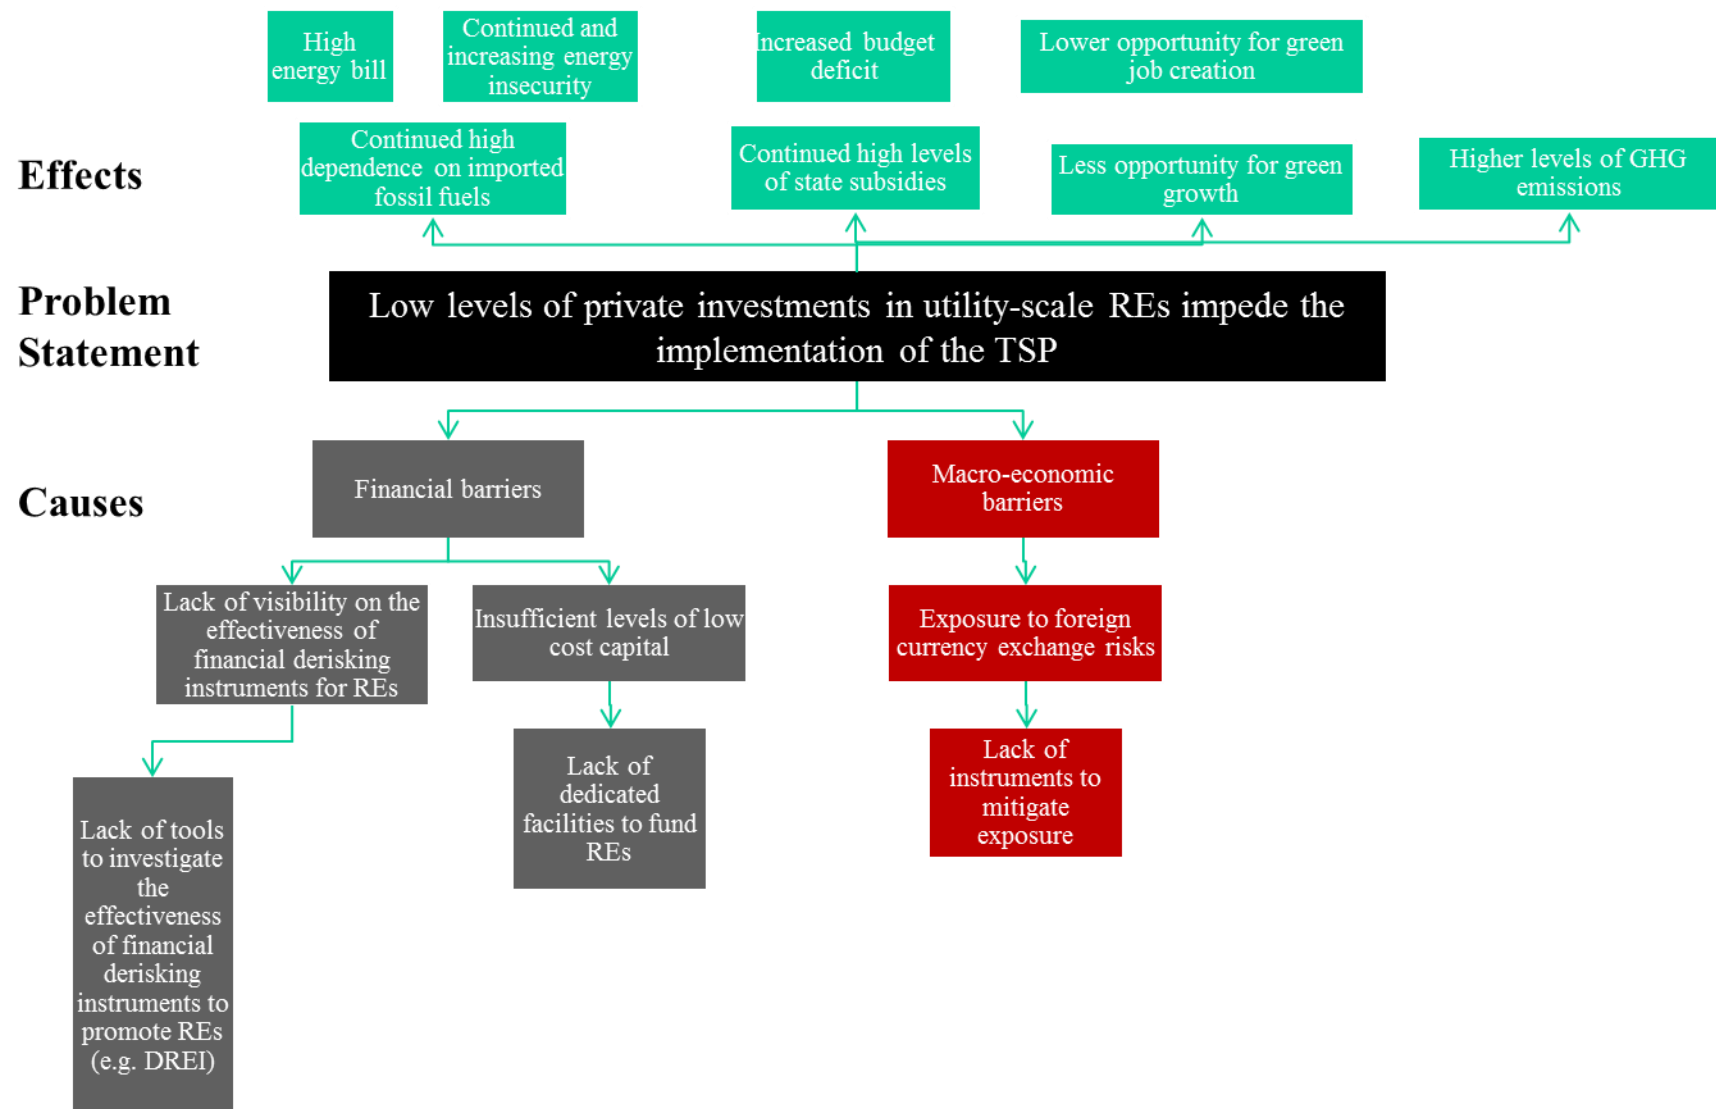 High
energy bill
Continued and
increasing energy
insecurity
Increased budget
deficit
Lower opportunity for green
job creation
Effects
Continued high
dependence on imported
fossil fuels
Continued high levels
of state subsidies
Less opportunity for green
growth
Higher levels of GHG
emissions
Problem
Statement
Low levels of private investments in utility-scale REs impede the
implementation of the TSP
Causes
Financial barriers
Macro-economic
barriers
Lack of visibility on the
effectiveness of
financial derisking
instruments for REs
Insufficient levels of low
cost capital
Exposure to foreign
currency exchange risks
Lack of tools
to investigate
the
effectiveness
of financial
derisking
instruments to
promote REs
(e.g. DREI)
Lack of
dedicated
facilities to fund
REs
Lack of
instruments to
mitigate
exposure